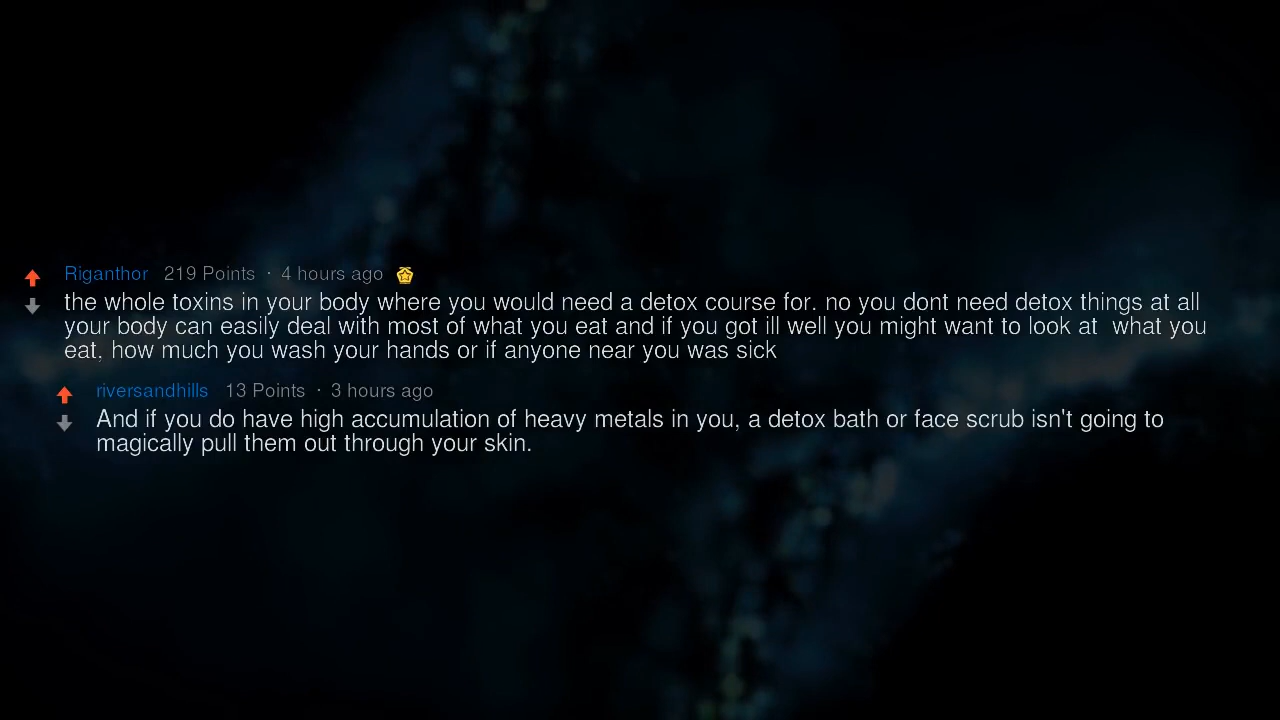 Riganthor 219 Points · 4 hours ago
the whole toxins in your body where you would need a detox course for. no you dont need detox things at all
your body can easily deal with most of what you eat and if you got ill well you might want to look at  what you
eat, how much you wash your hands or if anyone near you was sick
riversandhills 13 Points · 3 hours ago
And if you do have high accumulation of heavy metals in you, a detox bath or face scrub isn't going to
magically pull them out through your skin.